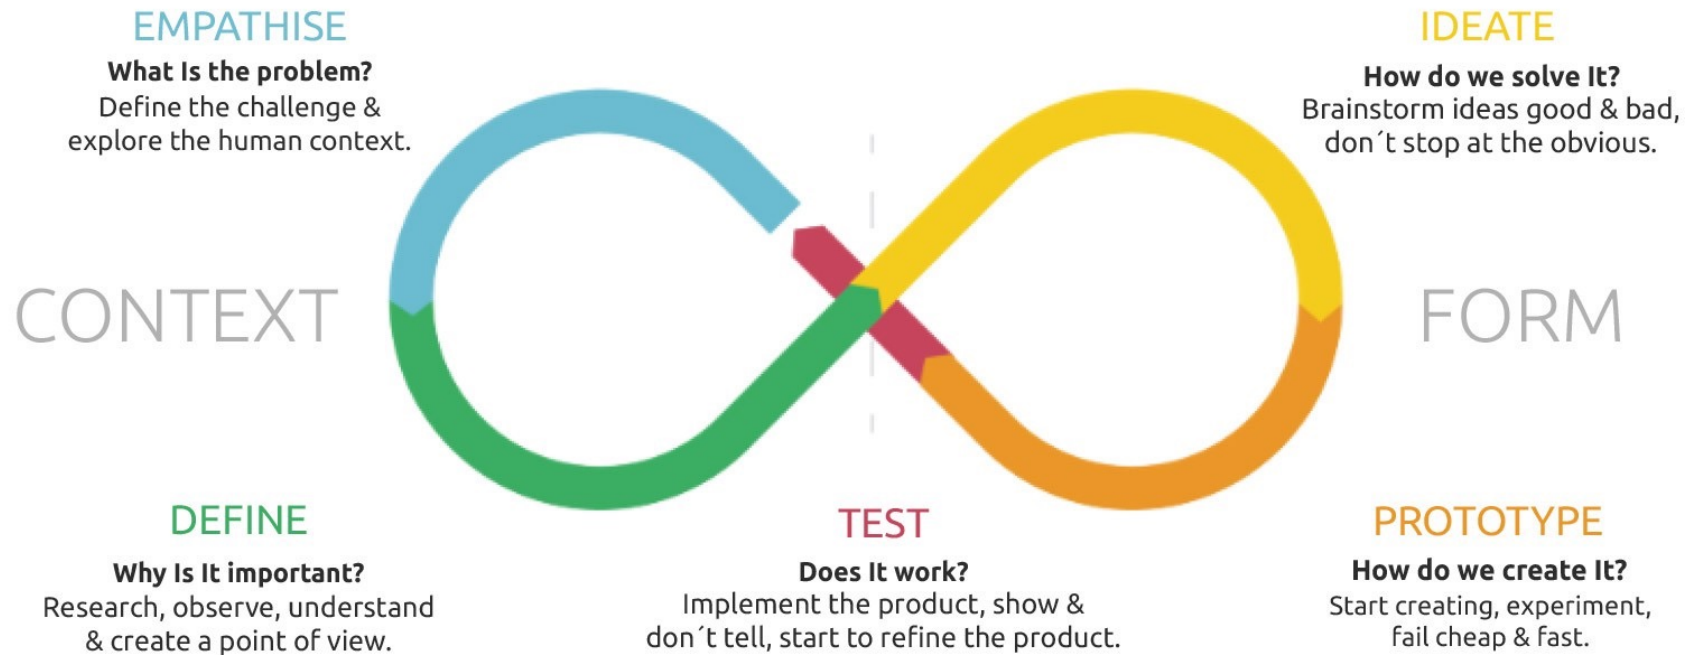 EMPATHISE
What Is the problem?
Define the challenge &
explore the human context.
IDEATE
How do we solve It?
Brainstorm ideas good & bad,
don´t stop at the obvious.
CONTEXT
FORM
DEFINE
Why Is It important?
Research, observe, understand
& create a point of view.
TEST
Does It work?
Implement the product, show &
don´t tell, start to refine the product.
PROTOTYPE
How do we create It?
Start creating, experiment,
fail cheap & fast.